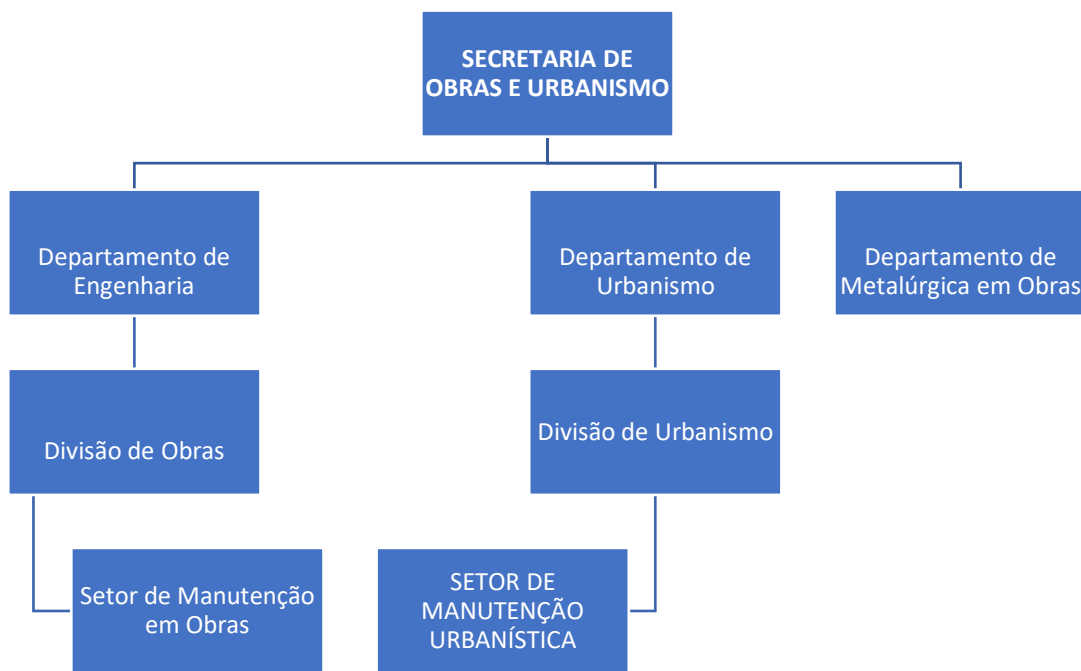 SECRETARIA DE
OBRAS E URBANISMO
Departamento de
Engenharia
Departamento de
Urbanismo
Departamento de
Metalúrgica em Obras
Divisão de Obras
Divisão de Urbanismo
Setor de Manutenção
em Obras
SETOR DE
MANUTENÇÃO
URBANÍSTICA